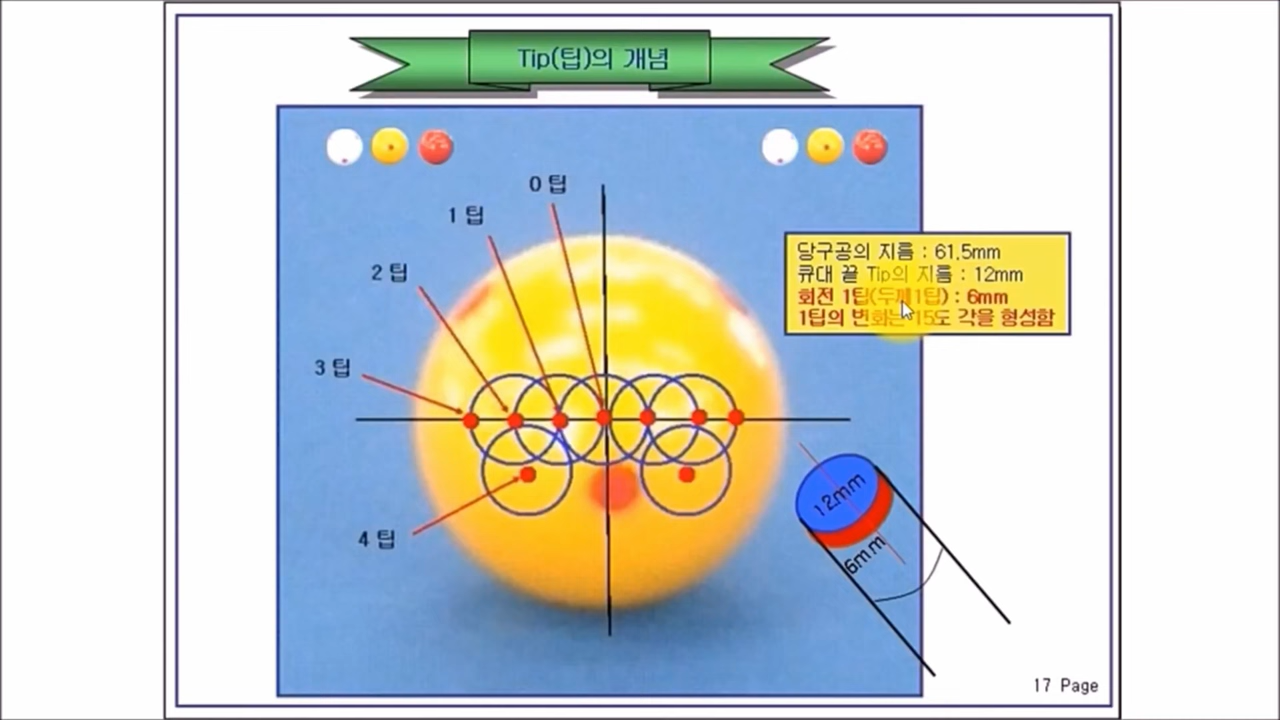 Tip(팁)의 개념
0 팁
1 팁
2 팁
3 팁
4 팁
당구공의 지름 : 61.5mm
큐대 끝 Tip의 지름 : 12mm
회전 1팁(두께1팁) : 6mm
1팁의 변화는 15도 각을 형성함
12mm
6mm
17 Page